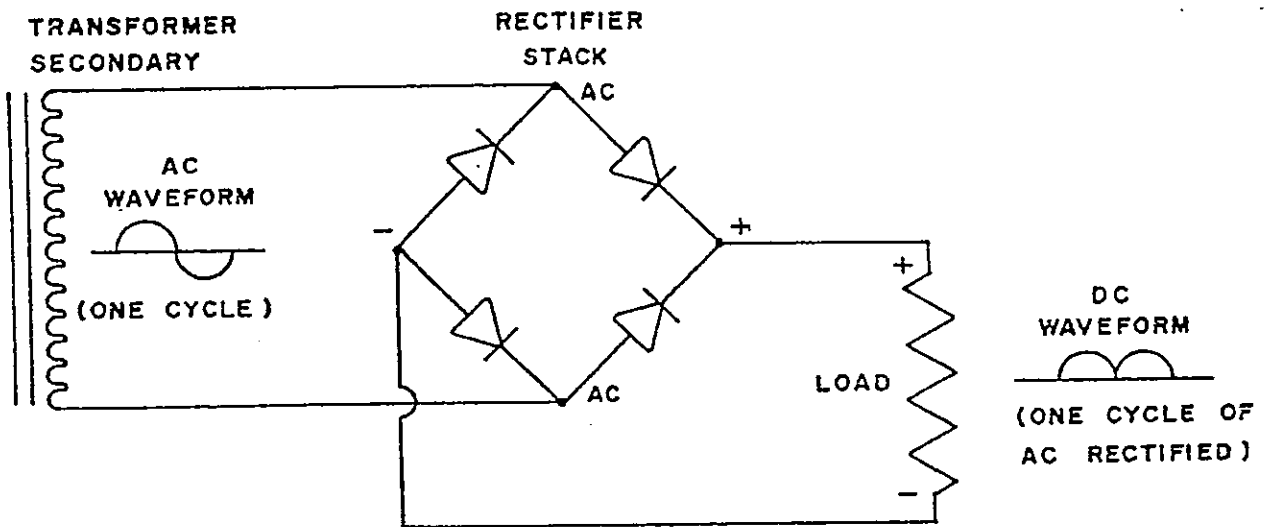 TRANSFORMER
SECONDARY
RECTIFIER
STACK
AC
AC
WAVEFORM
(ONE CYCLE)
-
+
AC
+
LOAD
-
DC
WAVEFORM
(ONE CYCLE OF
AC RECTIFIED)